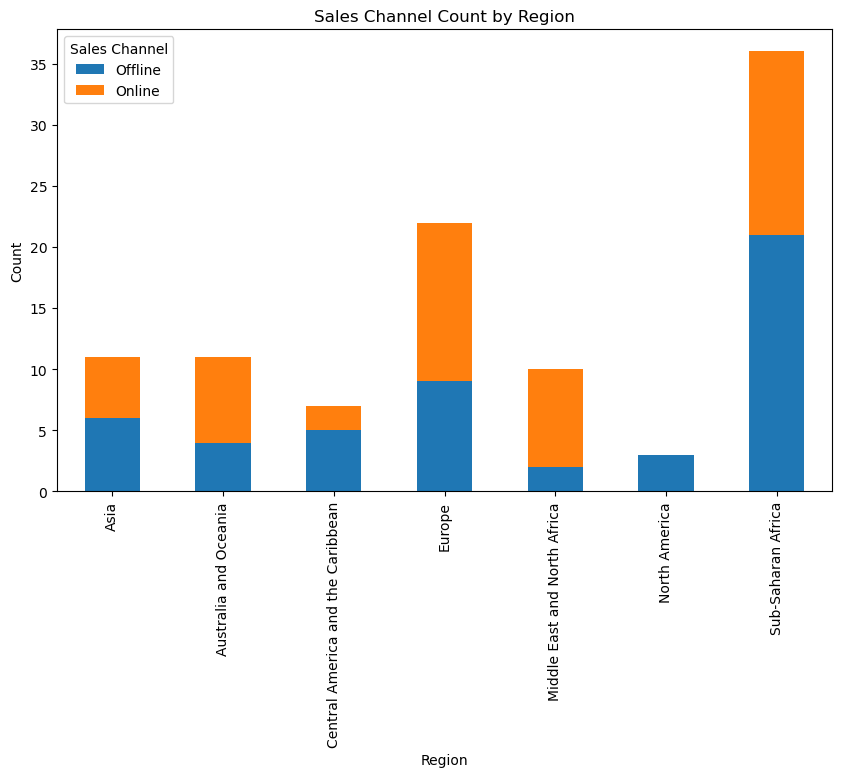 Sales Channel Count by Region
Sales Channel
Offline
Online
Count
35
30
25
20
15
10
5
0
Asia
Australia and Oceania
Central America and the Caribbean
Europe
Middle East and North Africa
North America
Sub-Saharan Africa
Region